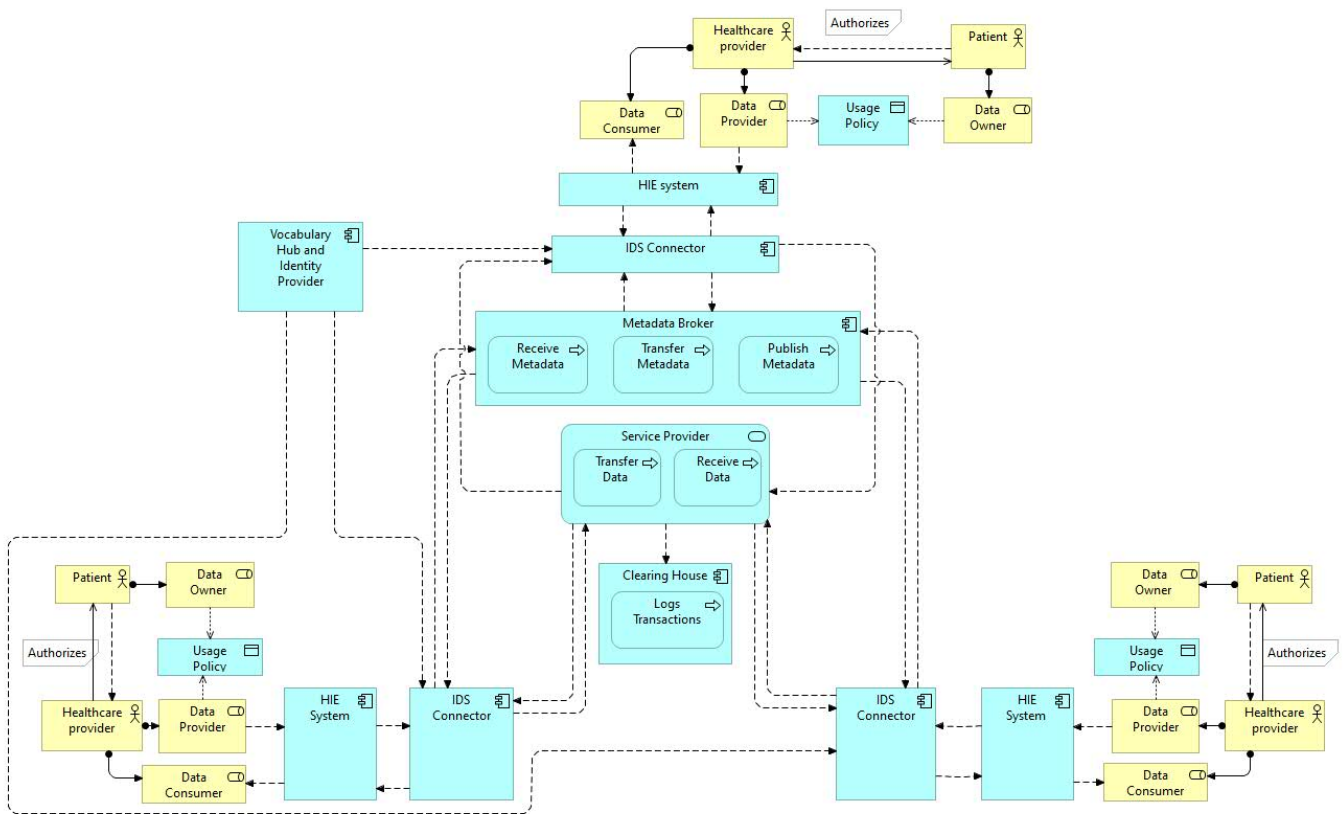 Authorizes
Healthcare
provider
Patient
Data
Consumer
Data
Provider
Usage
Policy
Data
Owner
HIE system
Vocabulary
Hub and
Identity
Provider
IDS Connector
Metadata Broker
Receive
Metadata
Transfer
Metadata
Publish
Metadata
Service Provider
Transfer
Data
Receive
Data
Clearing House
Logs
Transactions
Patient
Data
Owner
Authorizes
Usage
Policy
Healthcare
provider
Data
Provider
HIE
System
IDS
Connector
Data
Consumer
Data
Owner
Patient
Usage
Policy
Authorizes
IDS
Connector
HIE
System
Data
Provider
Healthcare
provider
Data
Consumer